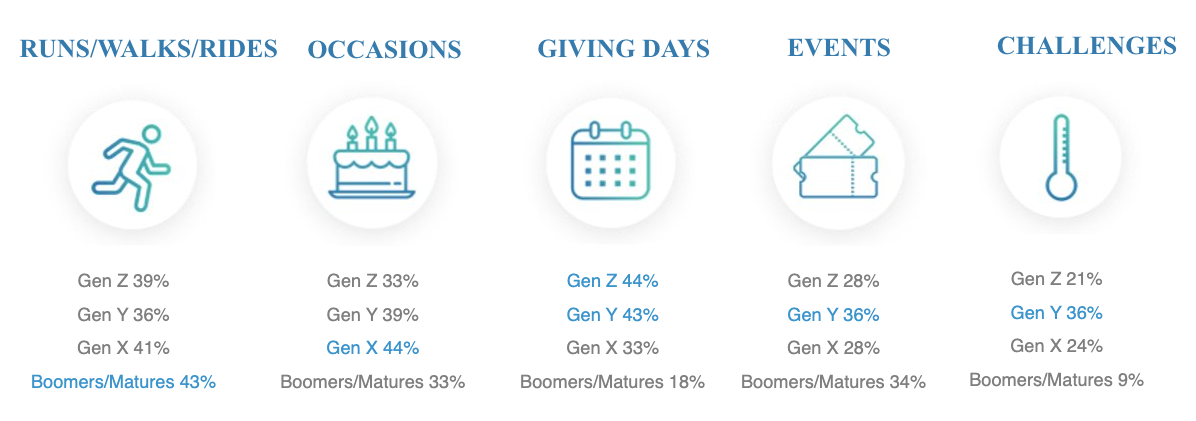 RUNS/WALKS/RIDES
Gen Z 39%
Gen Y 36%
Gen X 41%
Boomers/Matures 43%
OCCASIONS
Gen Z 33%
Gen Y 39%
Gen X 44%
Boomers/Matures 33%
GIVING DAYS
Gen Z 44%
Gen Y 43%
Gen X 33%
Boomers/Matures 18%
EVENTS
Gen Z 28%
Gen Y 36%
Gen X 28%
Boomers/Matures 34%
CHALLENGES
Gen Z 21%
Gen Y 36%
Gen X 24%
Boomers/Matures 9%